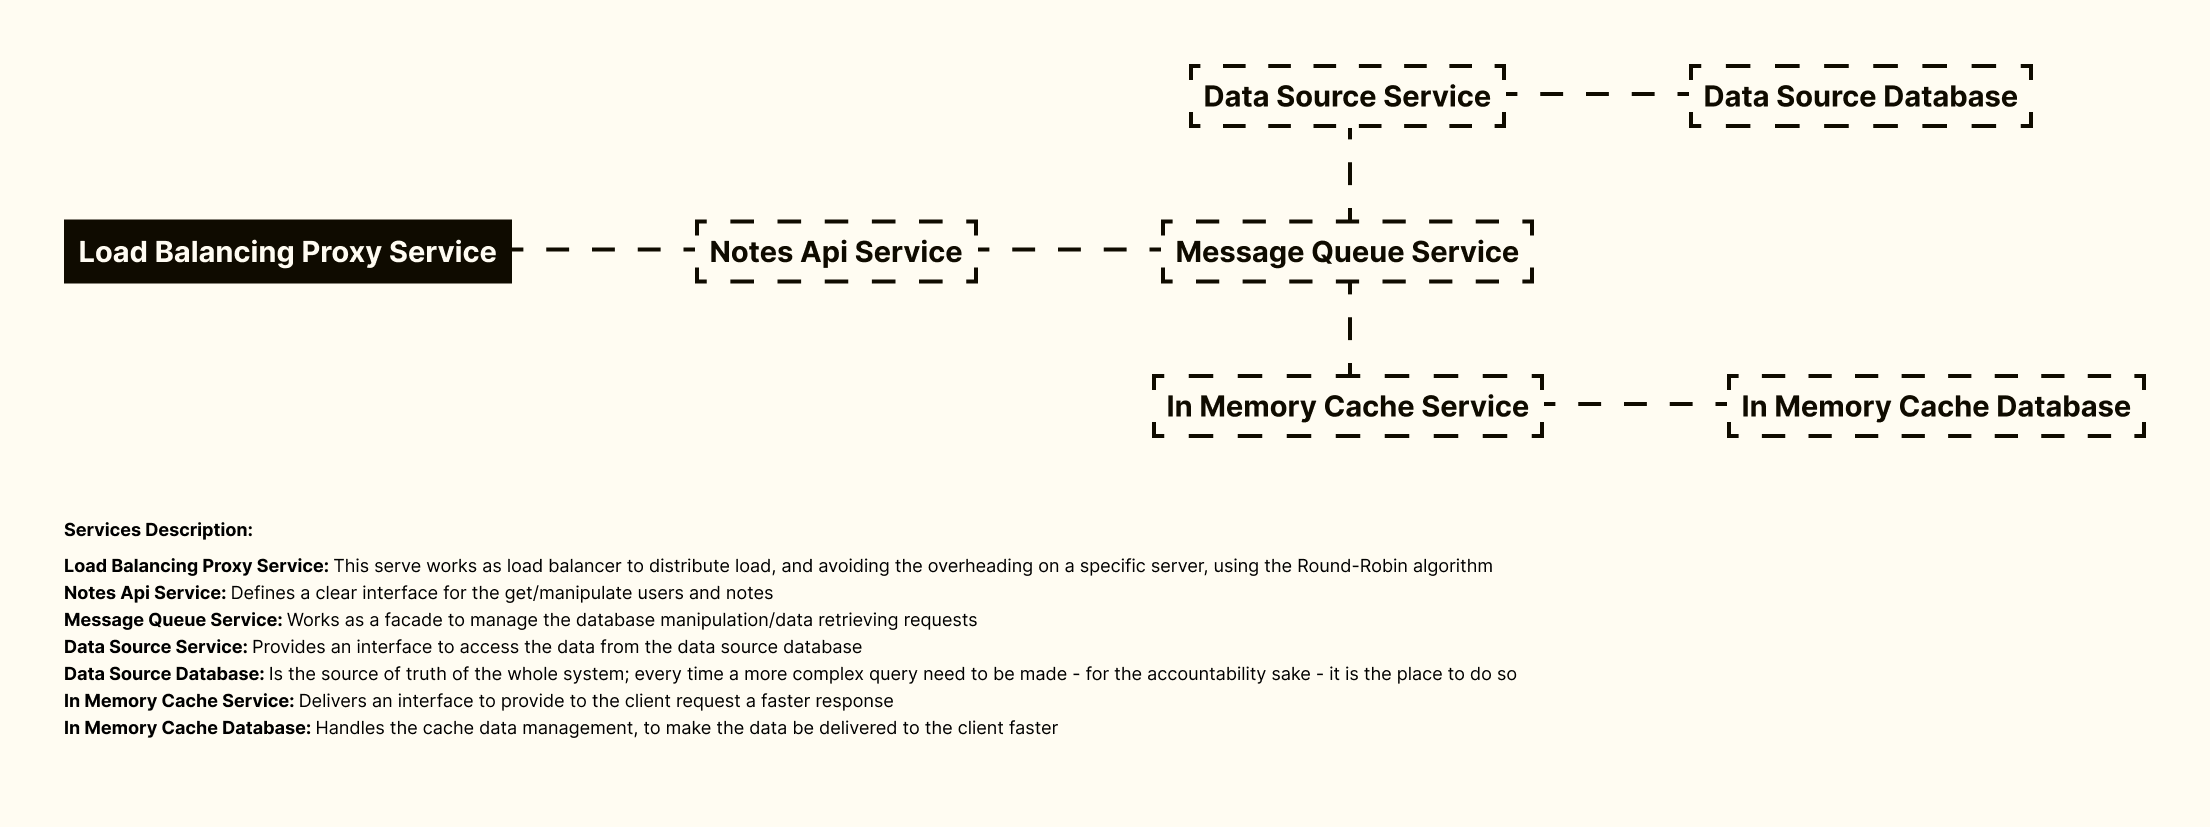 Data Source Service
Data Source Database
Load Balancing Proxy Service
Notes Api Service
Message Queue Service
In Memory Cache Service
In Memory Cache Database
Services Description:
Load Balancing Proxy Service: This serve works as load balancer to distribute load, and avoiding the overheading on a specific server, using the Round-Robin algorithm
Notes Api Service: Defines a clear interface for the get/manipulate users and notes
Message Queue Service: Works as a facade to manage the database manipulation/data retrieving requests
Data Source Service: Provides an interface to access the data from the data source database
Data Source Database: Is the source of truth of the whole system; every time a more complex query need to be made - for the accountability sake - it is the place to do so
In Memory Cache Service: Delivers an interface to provide to the client request a faster response
In Memory Cache Database: Handles the cache data management, to make the data be delivered to the client faster